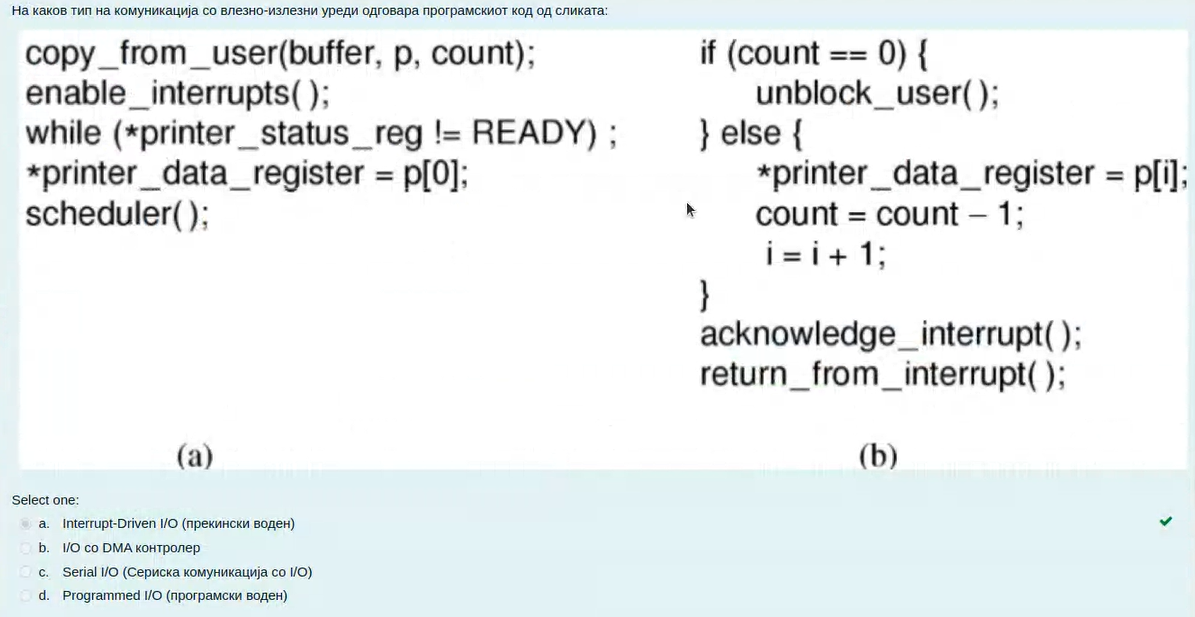 На каков тип на комуникација со влезно-излезни уреди одговара програмскиот код од сликата:
copy_from_user(buffer, p, count);
enable_interrupts( );
while (*printer_status_reg != READY) ;
*printer_data_register = p[0];
scheduler( );
(a)
if (count == 0) {
unblock_user( );
} else {
*printer_data_register = p[i];
count = count – 1;
i = i + 1;
}
acknowledge_interrupt( );
return_from_interrupt( );
(b)
Select one:
a. Interrupt-Driven I/O (прекински воден)
b. I/O со DMA контролер
c. Serial I/O (Сериска комуникација со I/O)
d. Programmed I/O (програмски воден)